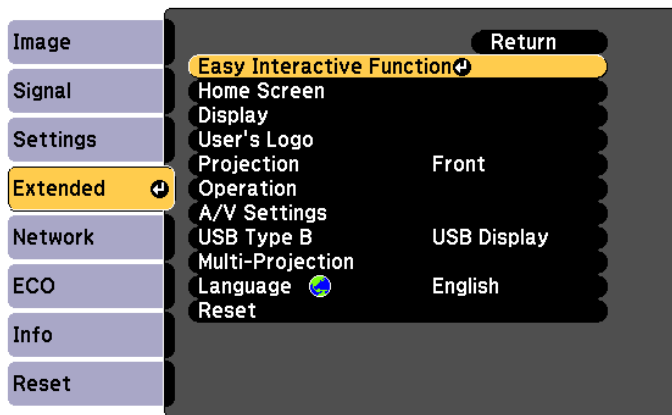 Image
Signal
Settings
Extended
Network
ECO
Info
Reset
Return
Easy Interactive Function
Home Screen
Display
User's Logo
Projection Front
Operation
A/V Settings
USB Type B USB Display
Multi-Projection
Language English
Reset